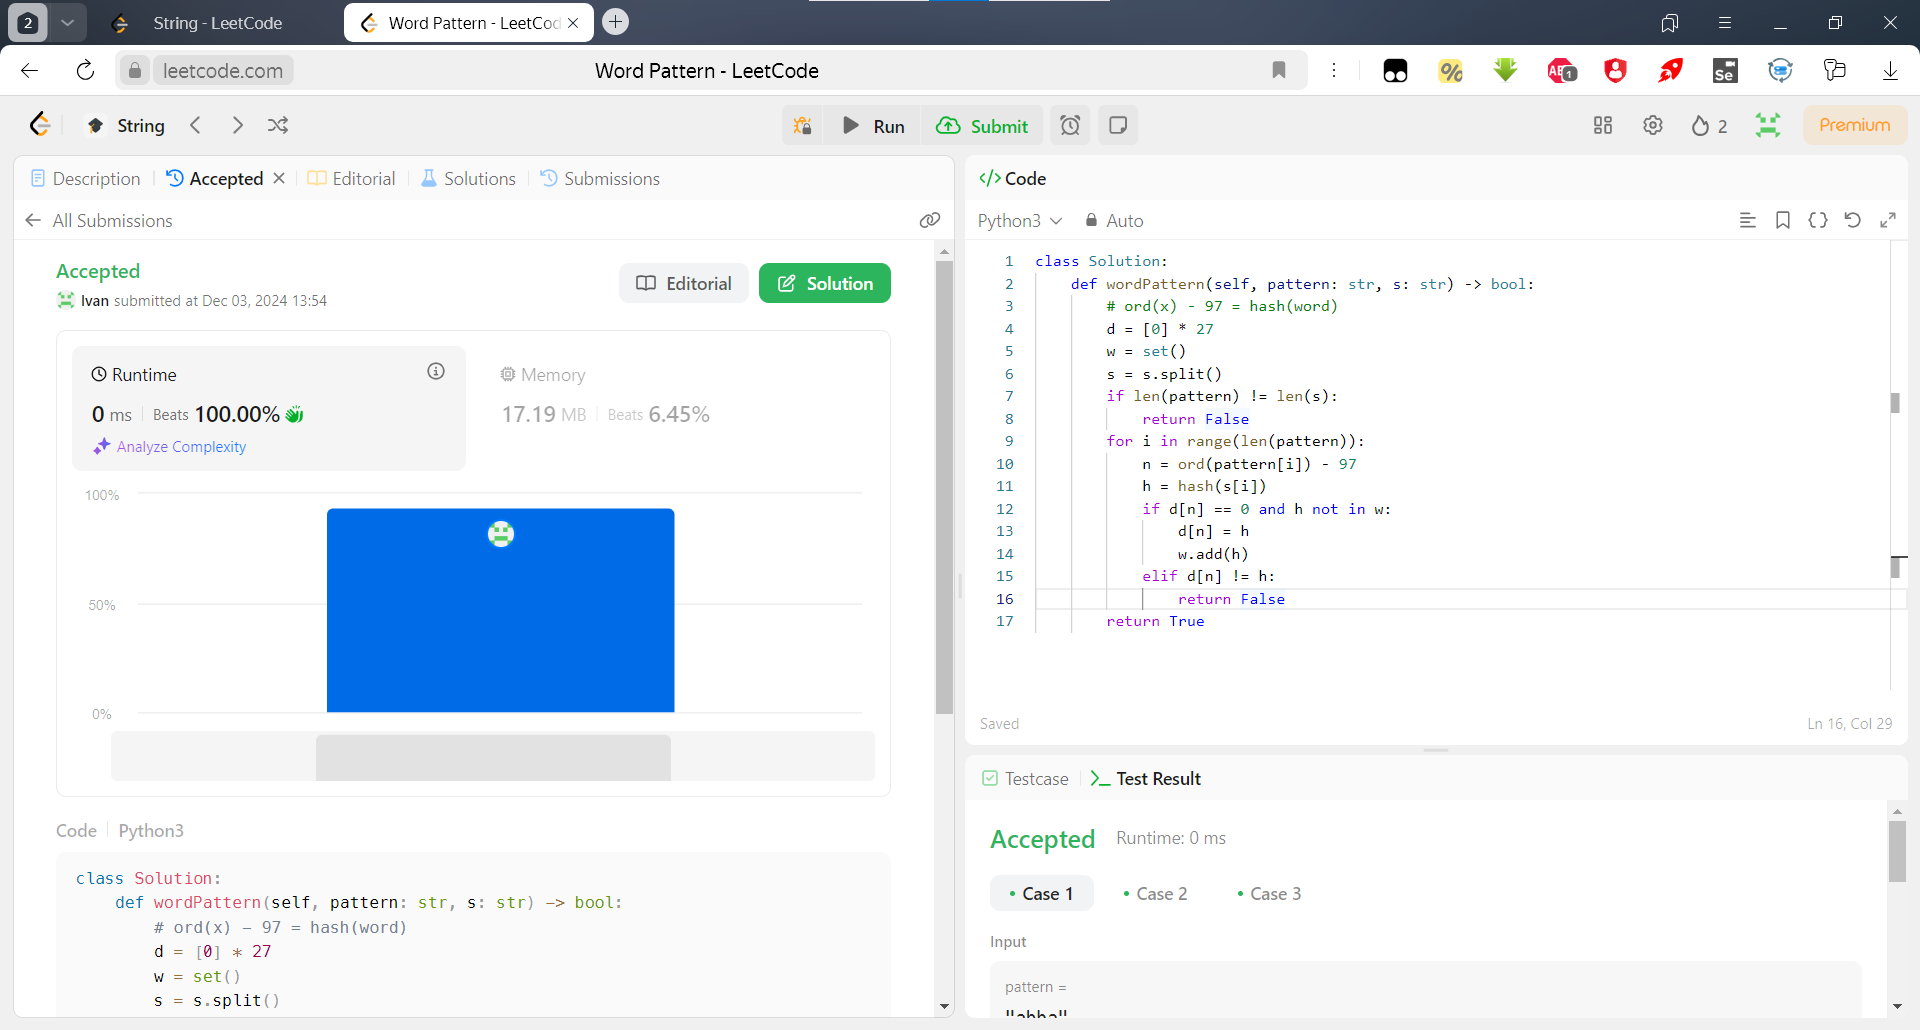 2
String - LeetCode
Word Pattern - LeetCod
leetcode.com
Word Pattern - LeetCode
%
AB
1
Se
String
Run
Submit
2
Premium
Description
Accepted
Editorial
Solutions
Submissions
All Submissions
Accepted
Ivan submitted at Dec 03, 2024 13:54
Editorial
Solution
Runtime
0 ms
Beats 100.00%
Analyze Complexity
Memory
17.19 MB
Beats 6.45%
100%
50%
0%
Code
Python3
class Solution:
    def wordPattern(self, pattern: str, s: str) -> bool:
        # ord(x) - 97 = hash(word)
        d = [0] * 27
        w = set()
        s = s.split()
</> Code
Python3
Auto
1 class Solution:
2     def wordPattern(self, pattern: str, s: str) -> bool:
3         # ord(x) - 97 = hash(word)
4         d = [0] * 27
5         w = set()
6         s = s.split()
7         if len(pattern) != len(s):
8             return False
9         for i in range(len(pattern)):
10             n = ord(pattern[i]) - 97
11             h = hash(s[i])
12             if d[n] == 0 and h not in w:
13                 d[n] = h
14                 w.add(h)
15             elif d[n] != h:
16                 return False
17         return True
Saved
Ln 16, Col 29
Testcase
Test Result
Accepted
Runtime: 0 ms
• Case 1
• Case 2
• Case 3
Input
pattern =
"abba"